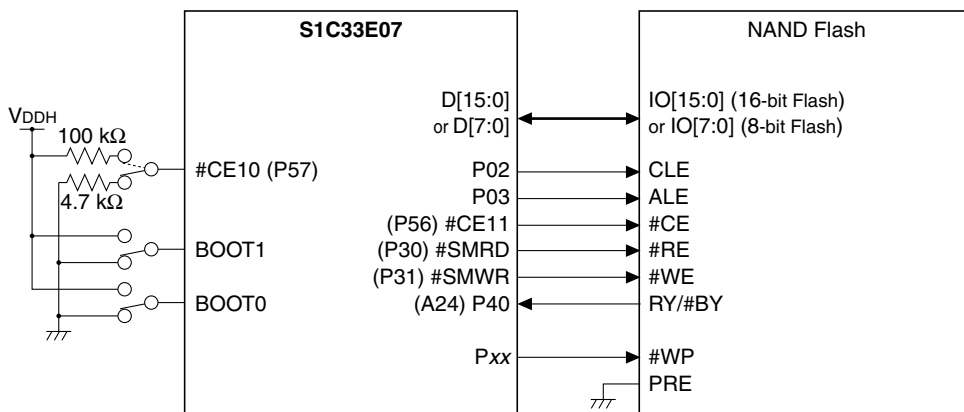 S1C33E07
NAND Flash
D[15:0]
or D[7:0]
IO[15:0] (16-bit Flash)
or IO[7:0] (8-bit Flash)
VDDH
100 kΩ
#CE10 (P57)
4.7 kΩ
BOOT1
BOOT0
P02
CLE
P03
ALE
(P56) #CE11
#CE
(P30) #SMRD
#RE
(P31) #SMWR
#WE
(A24) P40
RY/#BY
Pxx
#WP
PRE